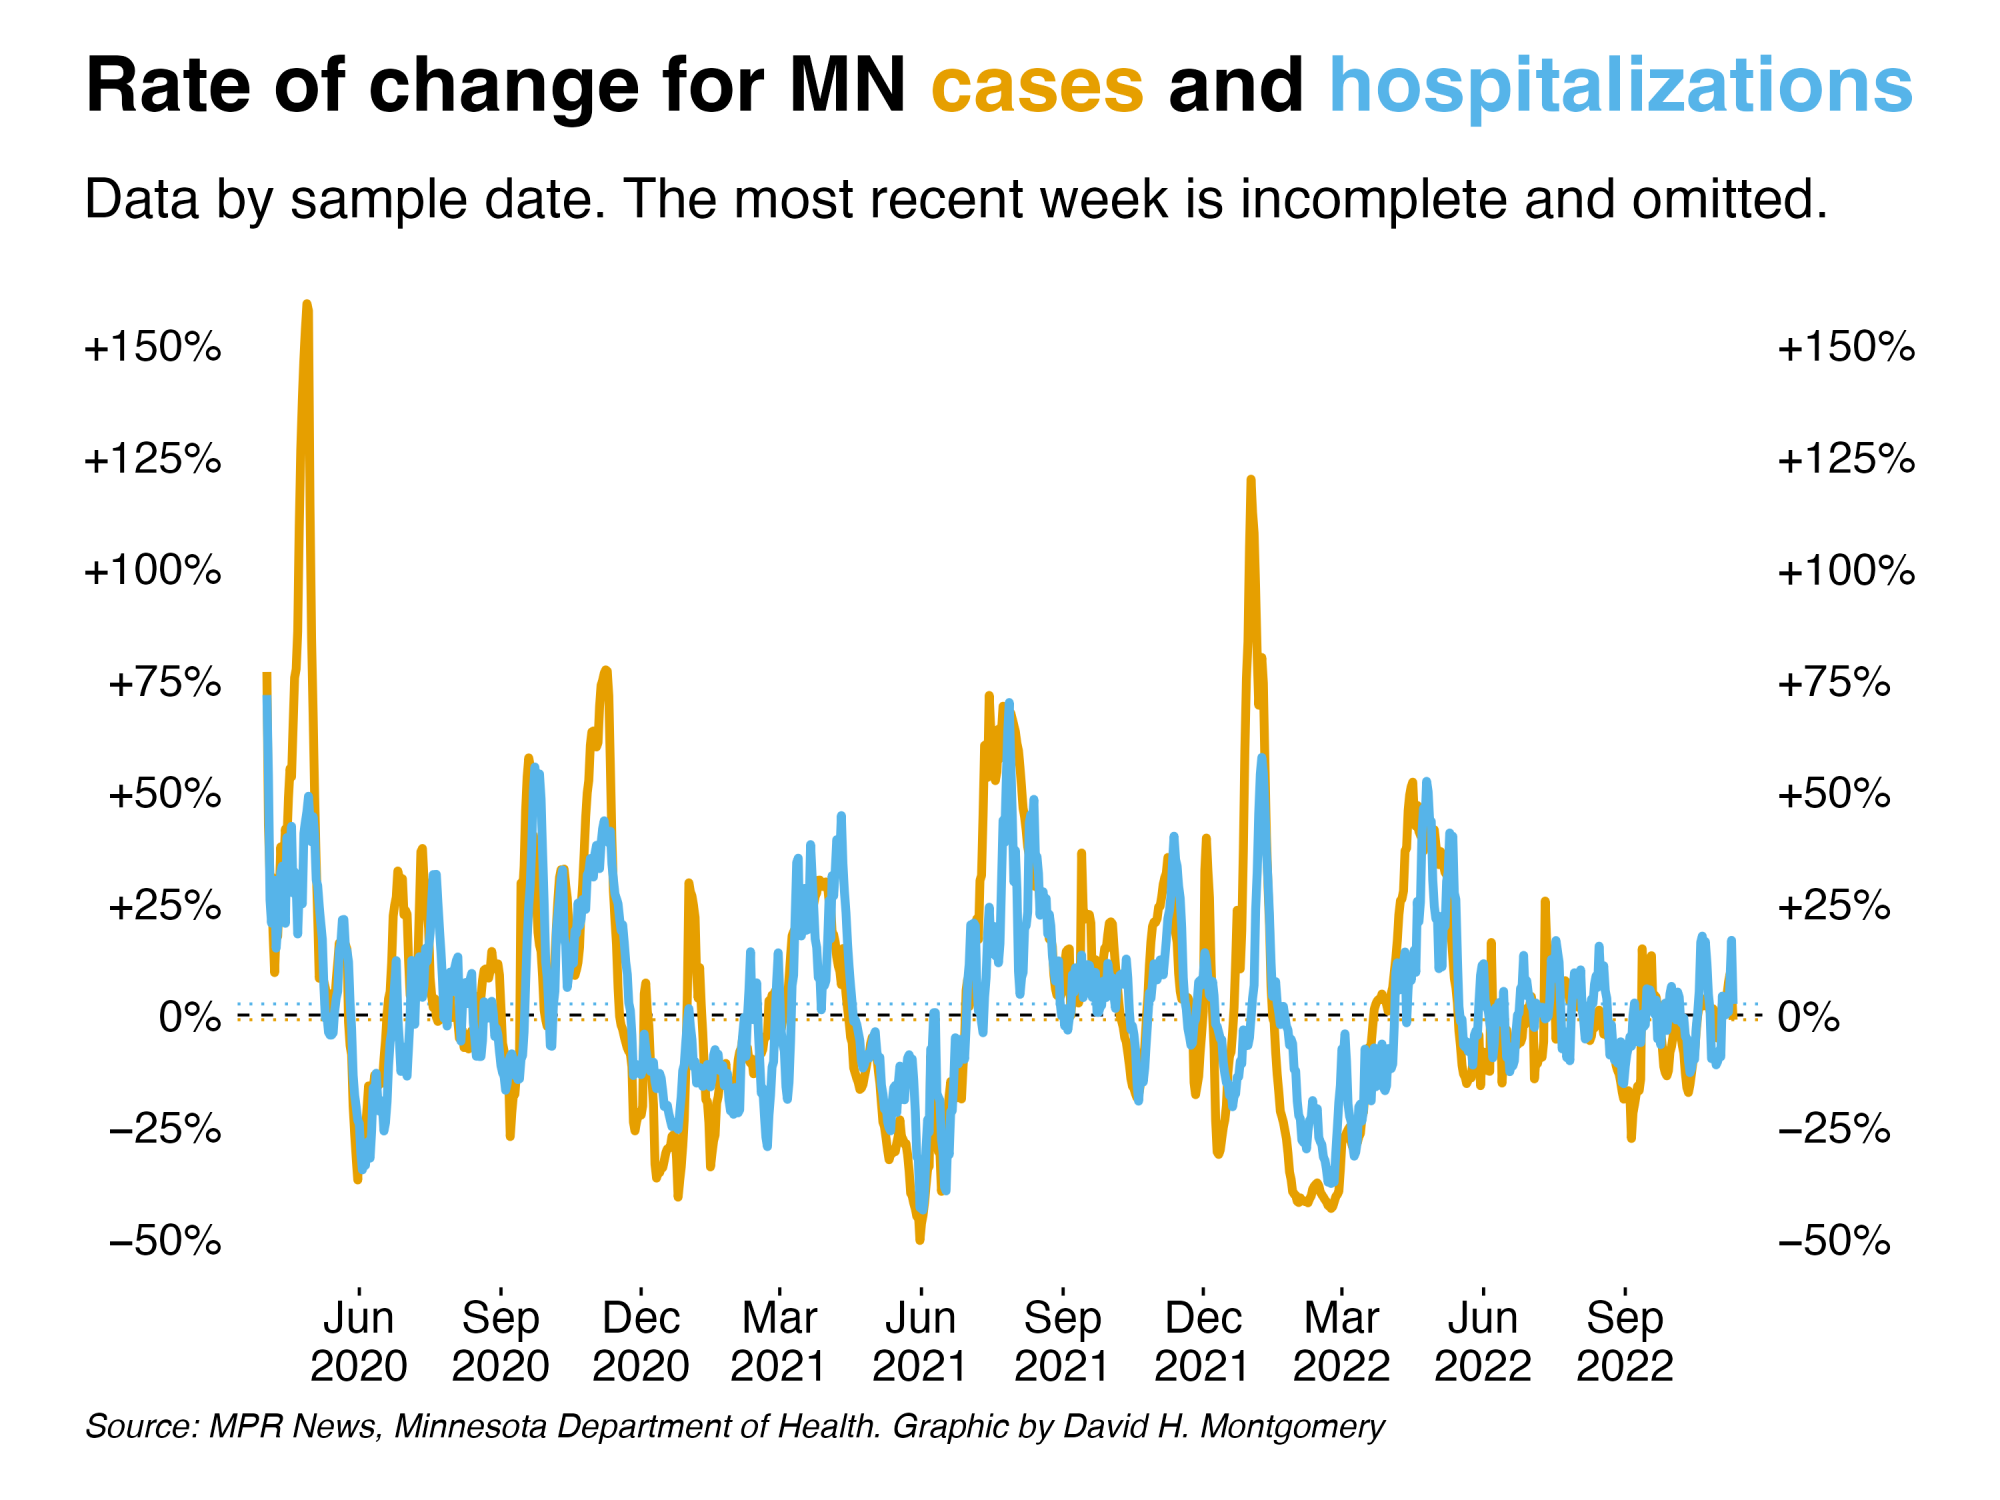 Rate of change for MN cases and hospitalizations
Data by sample date. The most recent week is incomplete and omitted.
+150% +150%
+125% +125%
+100% +100%
+75% +75%
+50% +50%
+25% +25%
0% 0%
−25% −25%
−50% −50%
Jun Sep Dec Mar Jun Sep Dec Mar Jun Sep
2020 2020 2020 2021 2021 2021 2021 2022 2022 2022
Source: MPR News, Minnesota Department of Health. Graphic by David H. Montgomery